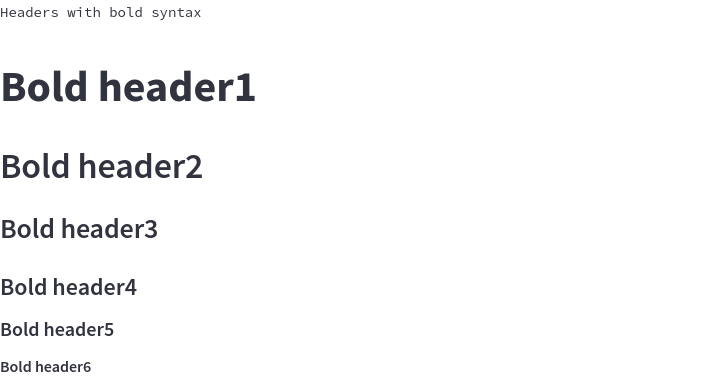 Headers with bold syntax
Bold header1
Bold header2
Bold header3
Bold header4
Bold header5
Bold header6